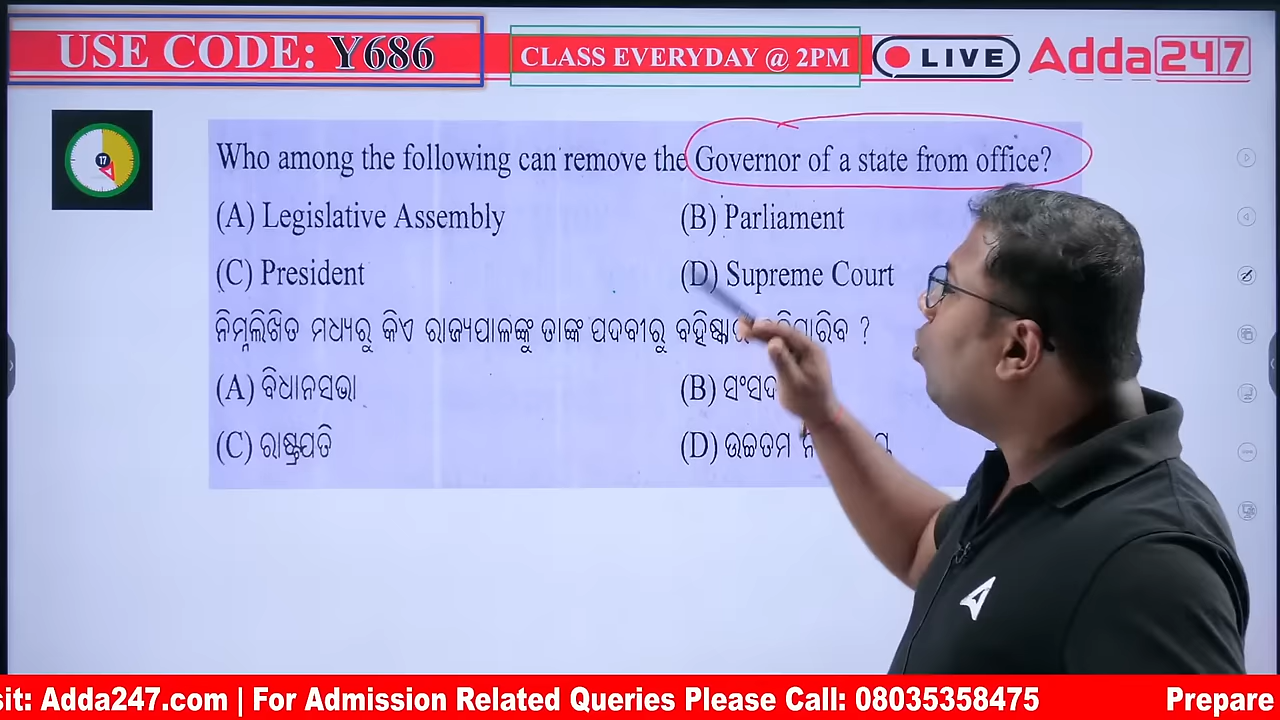 USE CODE: Y686
CLASS EVERYDAY @ 2PM
LIVE
Adda247
17
Who among the following can remove the Governor of a state from office?
(A) Legislative Assembly (B) Parliament
(C) President (D) Supreme Court
ନିମ୍ନଲିଖିତ ମଧ୍ୟରୁ କିଏ ରାଜ୍ୟପାଳଙ୍କୁ ତାଙ୍କ ପଦବୀରୁ ?
(A) ବିଧାନସଭା (B)
(C) ରାଷ୍ଟ୍ରପତି (D) ଉଚ୍ଚତମ
sit: Adda247.com | For Admission Related Queries Please Call: 08035358475 Prepare